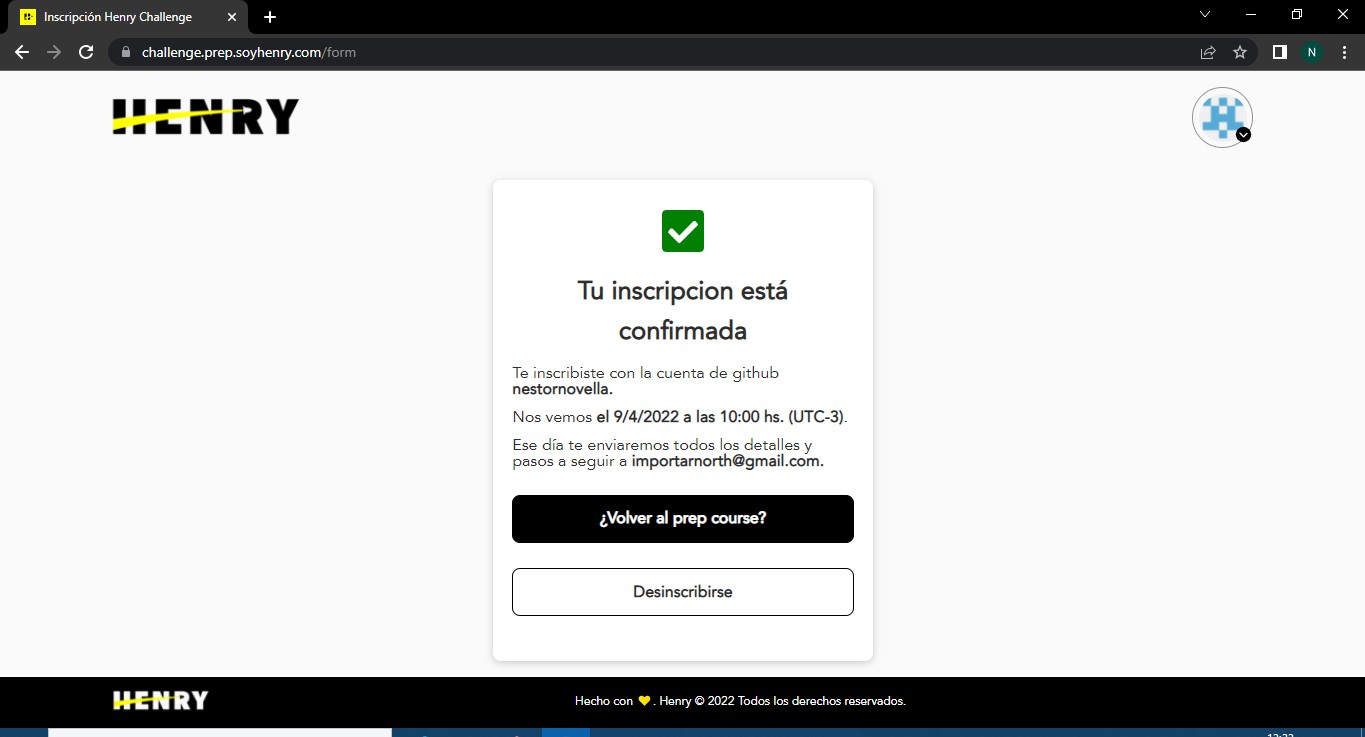 Inscripción Henry Challenge
challenge.prep.soyhenry.com/form
N
HENRY
Tu inscripcion está
confirmada
Te inscribiste con la cuenta de github
nestornovella.
Nos vemos el 9/4/2022 a las 10:00 hs. (UTC-3).
Ese día te enviaremos todos los detalles y
pasos a seguir a importarnorth@gmail.com.
¿Volver al prep course?
Desinscribirse
HENRY
Hecho con 💛. Henry © 2022 Todos los derechos reservados.